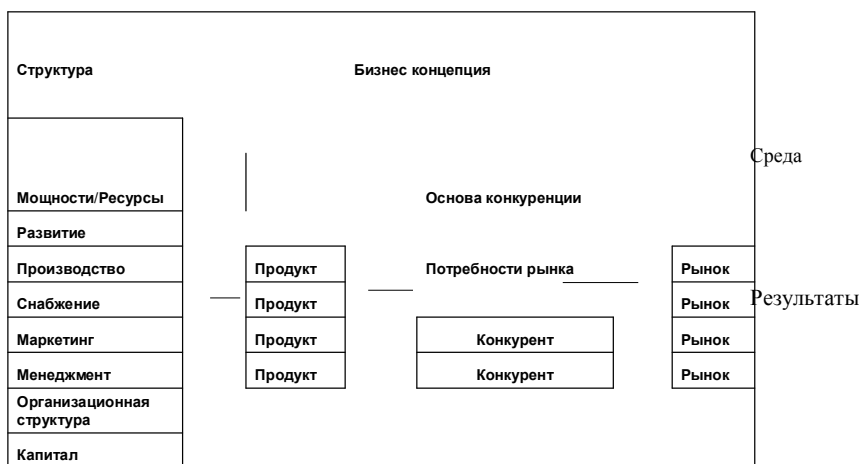 Структура Бизнес концепция
Среда
Мощности/Ресурсы Основа конкуренции
Развитие
Производство Продукт Потребности рынка Рынок
Снабжение Продукт Рынок Результаты
Маркетинг Продукт Конкурент Рынок
Менеджмент Продукт Конкурент Рынок
Организационная
структура
Капитал